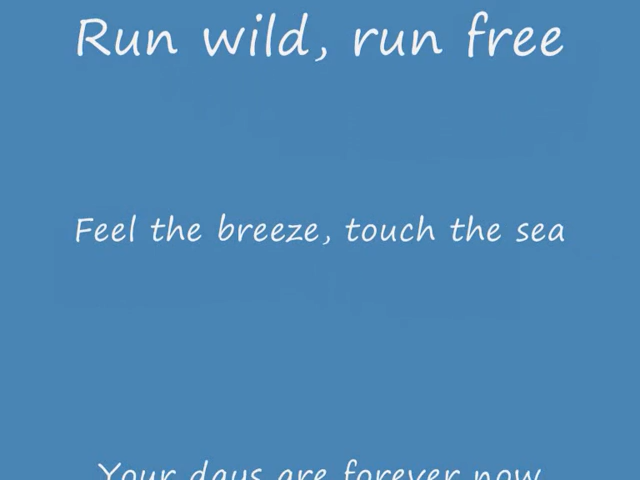 Run wild, run free
Feel the breeze, touch the sea
Your days are forever now